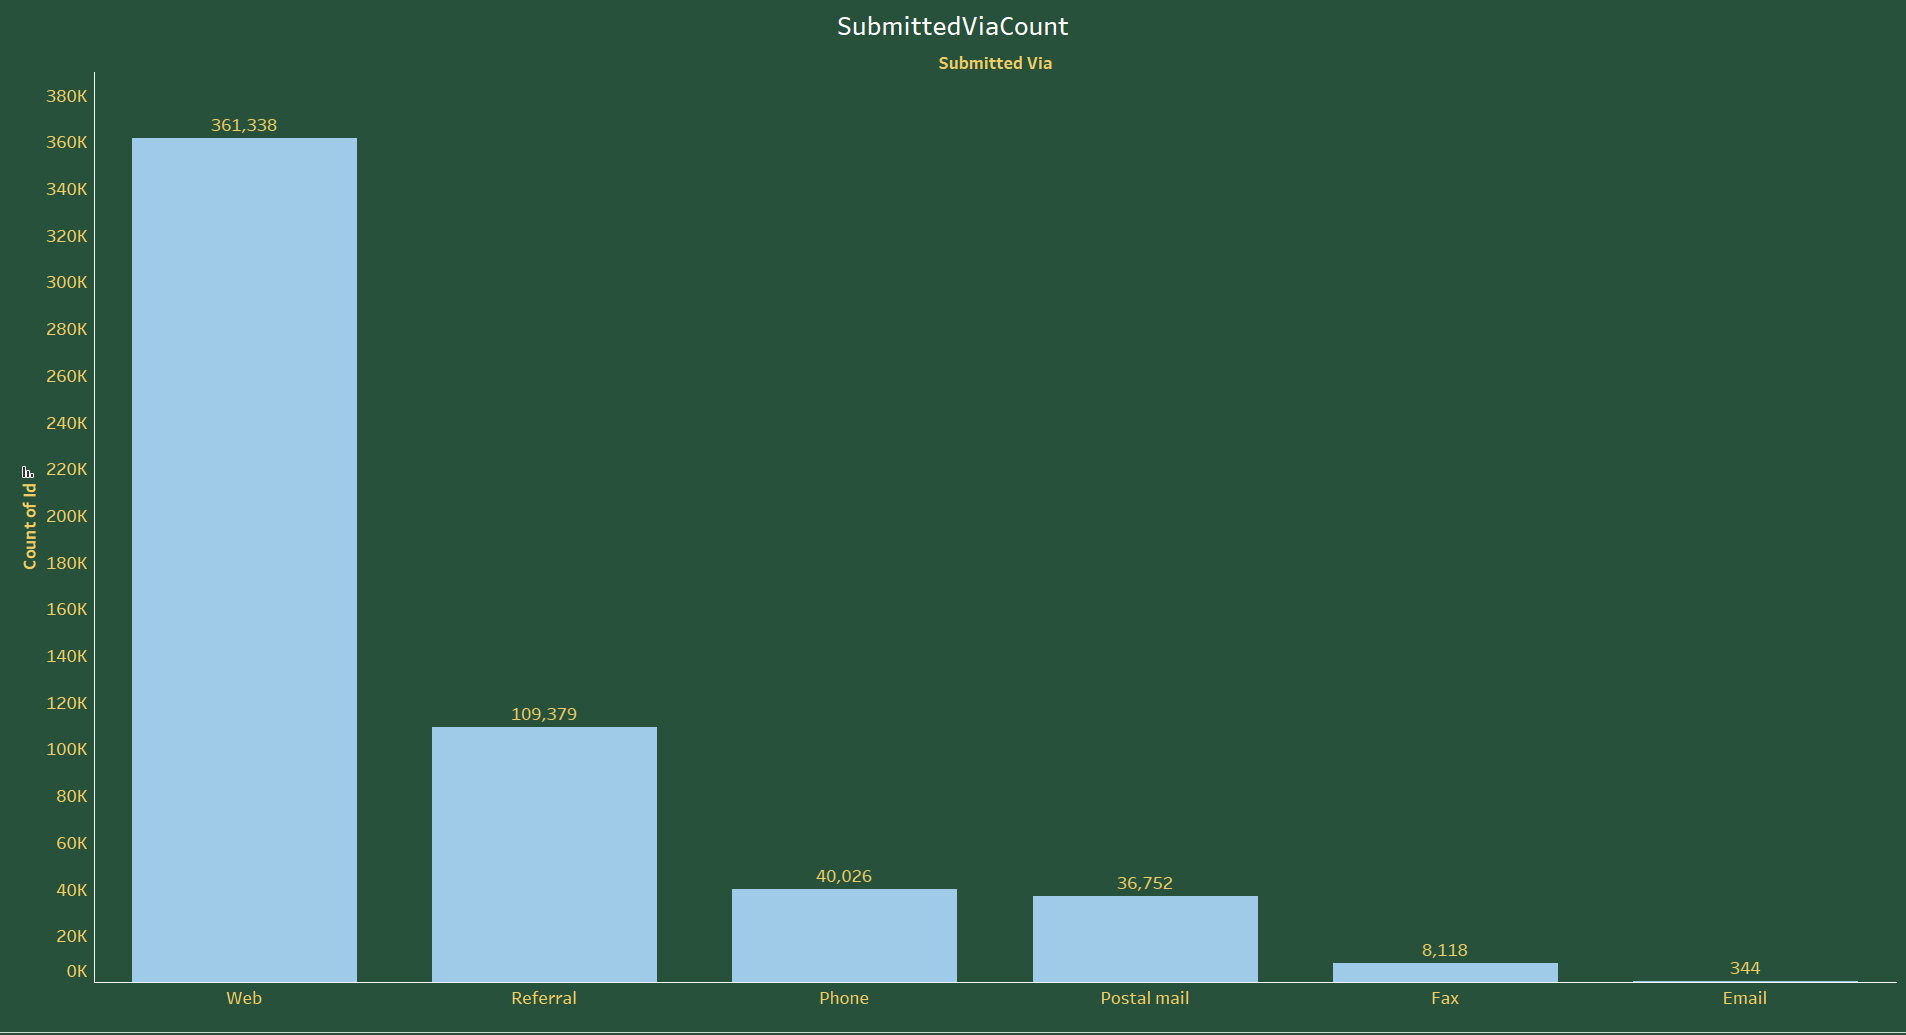 SubmittedViaCount
Submitted Via
380K
360K
340K
320K
300K
280K
260K
240K
220K
200K
180K
160K
140K
120K
100K
80K
60K
40K
20K
0K
Count of Id
361,338
109,379
40,026
36,752
8,118
344
Web
Referral
Phone
Postal mail
Fax
Email